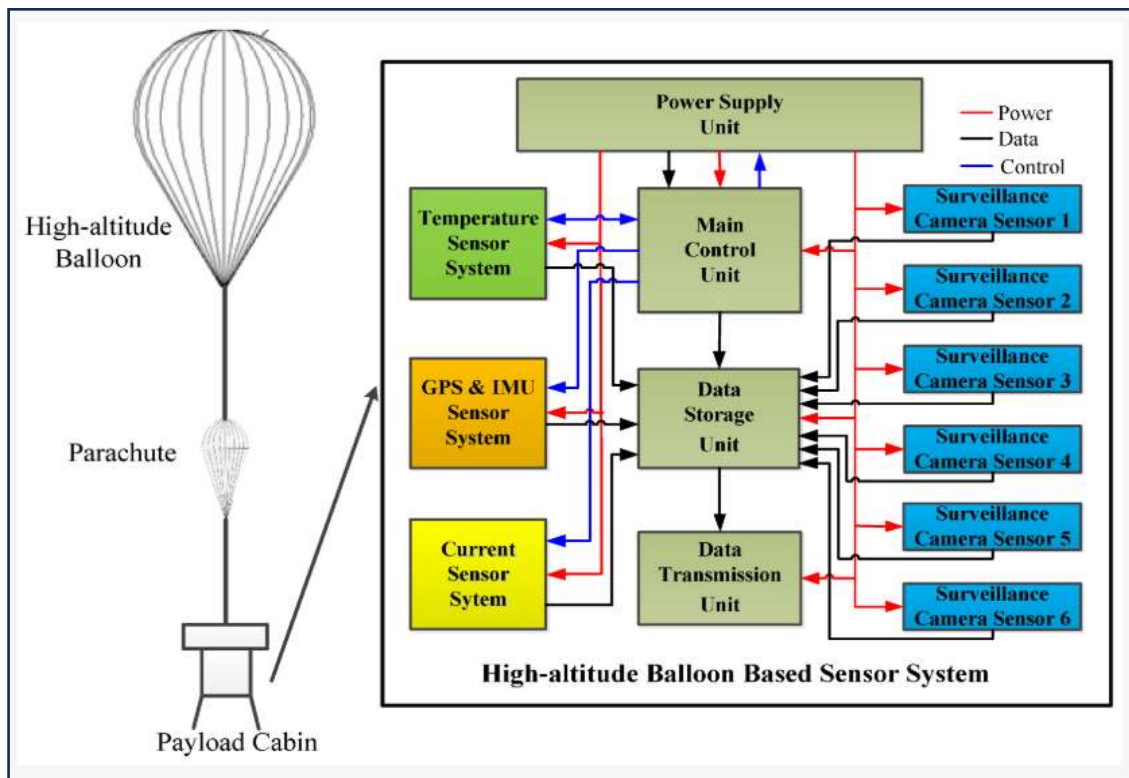 High-altitude
Balloon
Parachute
Payload Cabin
Power Supply
Unit
Power
Data
Control
Temperature
Sensor
System
Main
Control
Unit
GPS & IMU
Sensor
System
Data
Storage
Unit
Current
Sensor
Sytem
Data
Transmission
Unit
Surveillance
Camera Sensor 1
Surveillance
Camera Sensor 2
Surveillance
Camera Sensor 3
Surveillance
Camera Sensor 4
Surveillance
Camera Sensor 5
Surveillance
Camera Sensor 6
High-altitude Balloon Based Sensor System